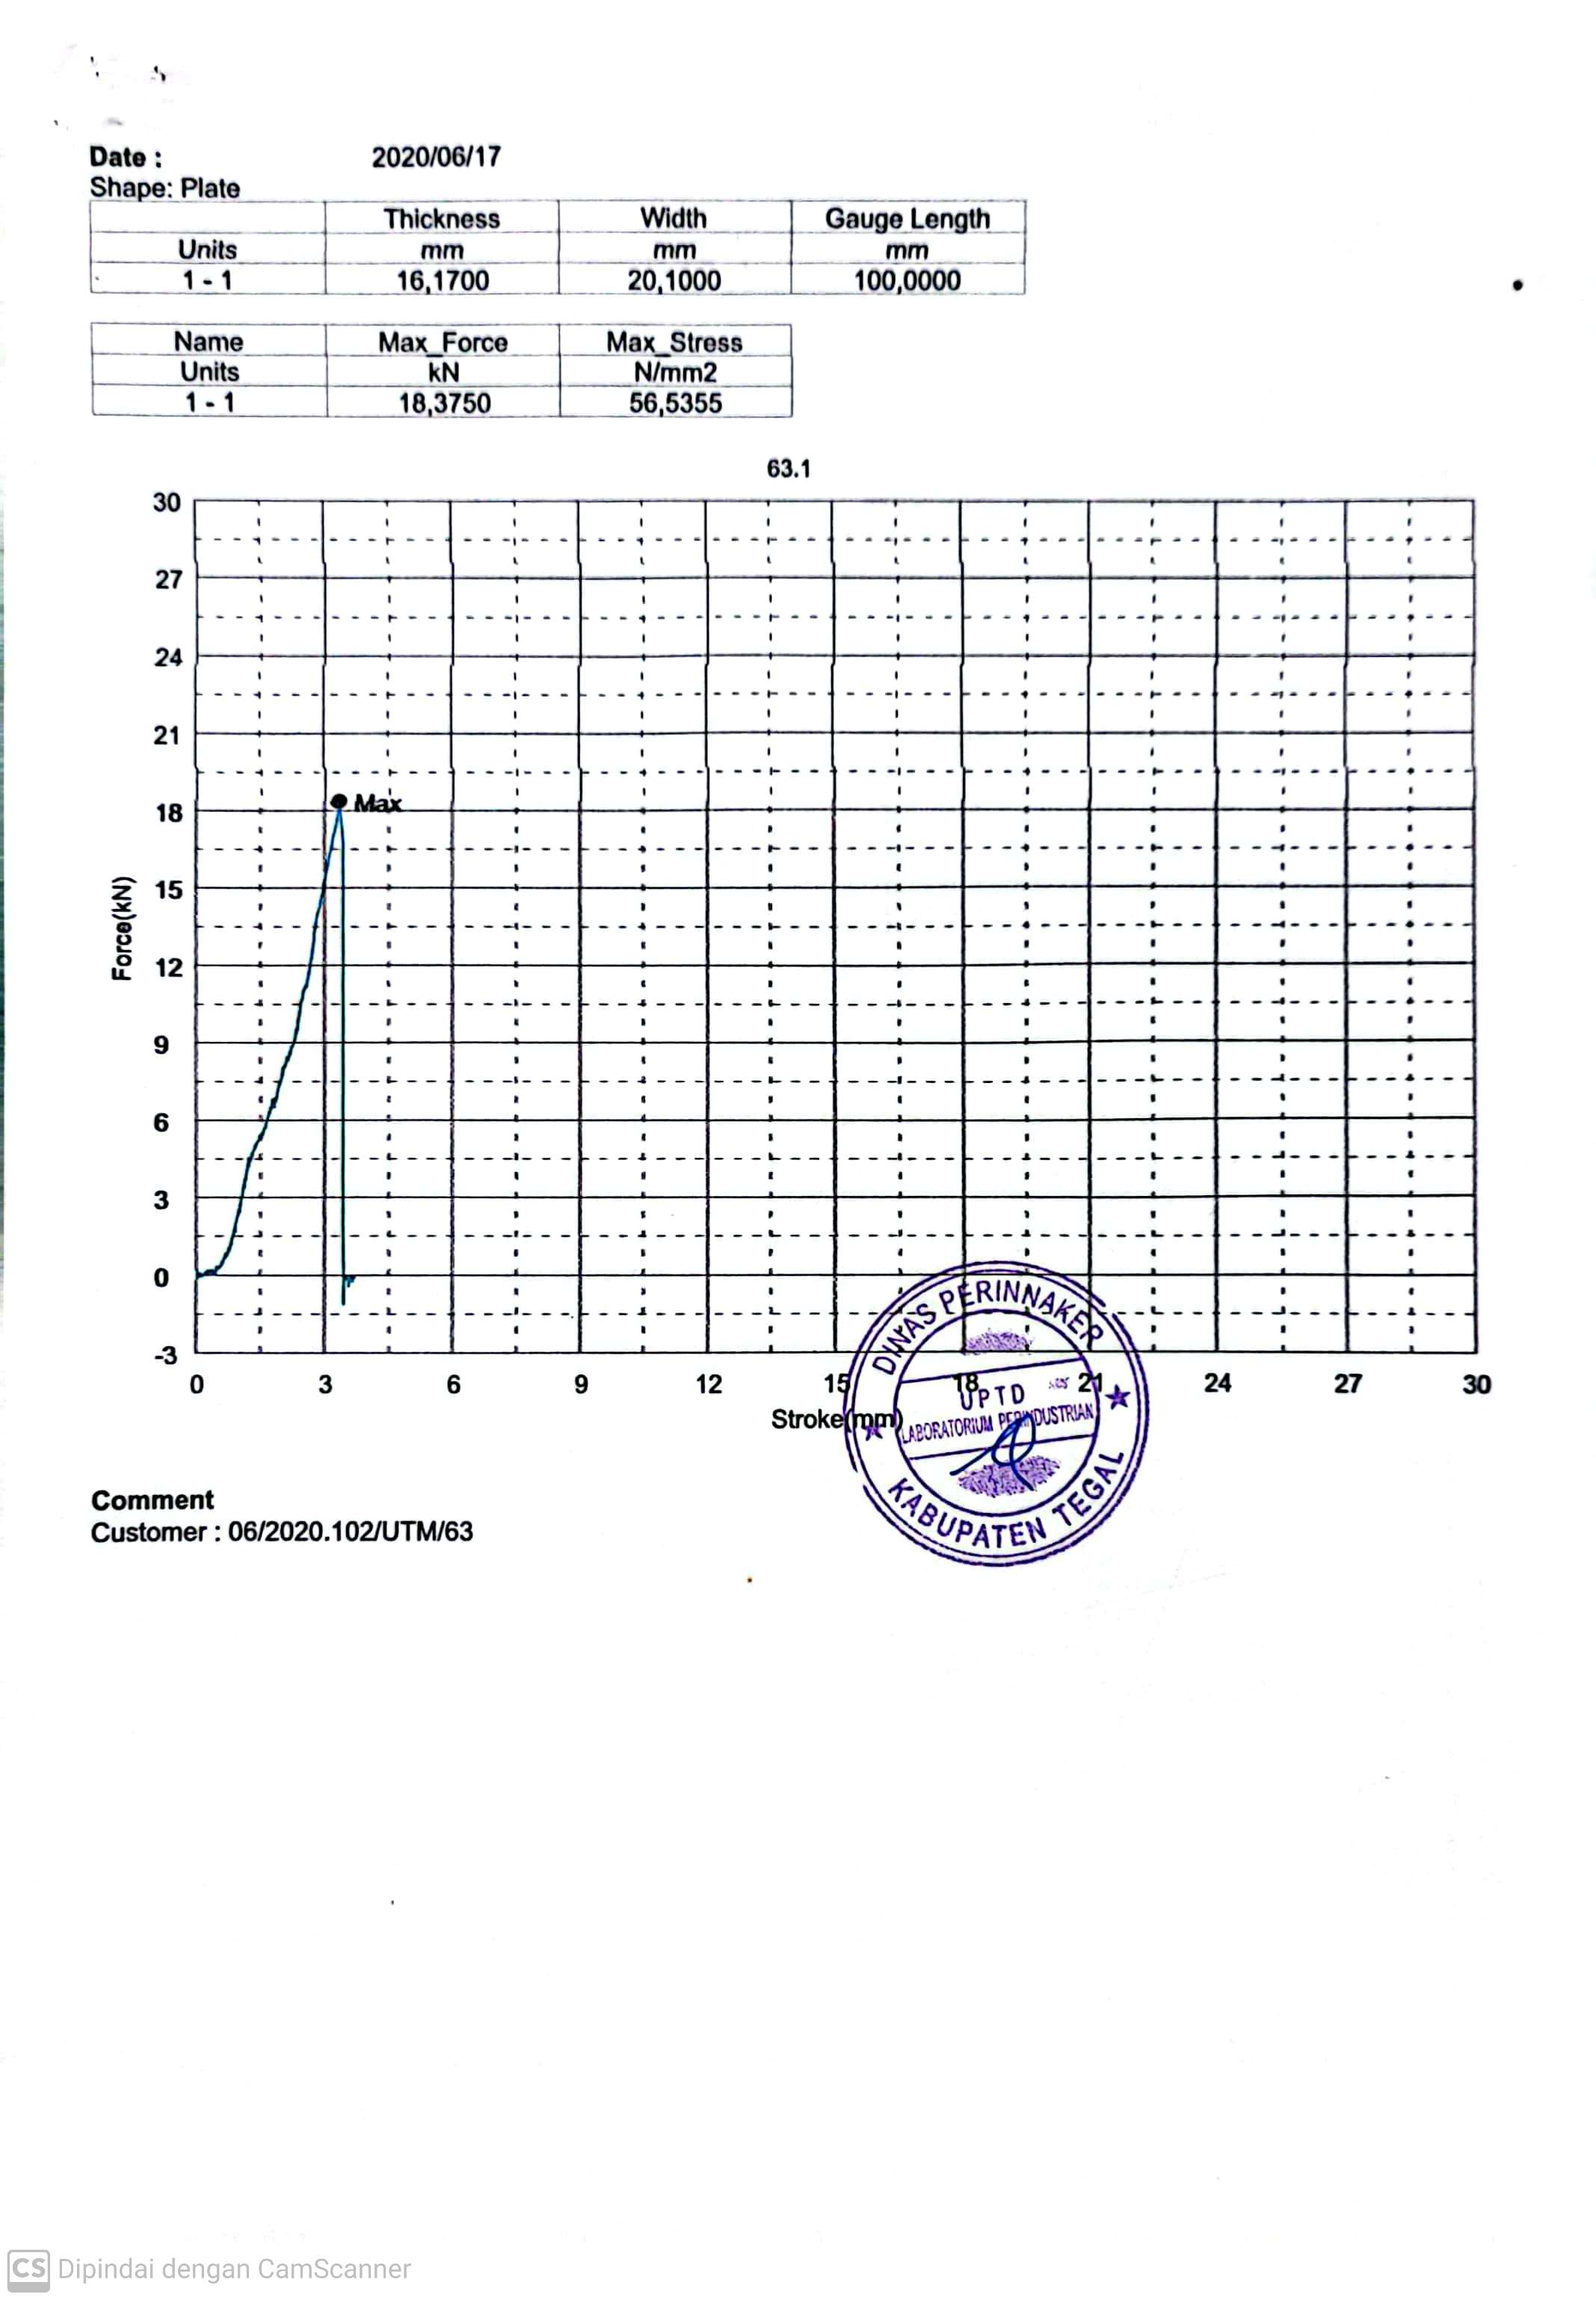 Date : 2020/06/17
Shape: Plate
Thickness Width Gauge Length
Units mm mm mm
1 - 1 16,1700 20,1000 100,0000
Name Max_Force Max_Stress
Units kN N/mm2
1 - 1 18,3750 56,5355
63.1
30
27
24
21
Max
18
15
Force(kN)
12
9
6
3
0
-3
0 3 6 9 12 15 18 21 24 27 30
Stroke(mm)
DINAS PERINNAKER
UPTD
LABORATORIUM PERINDUSTRIAN
KABUPATEN TEGAL
Comment
Customer : 06/2020.102/UTM/63
CS Dipindai dengan CamScanner